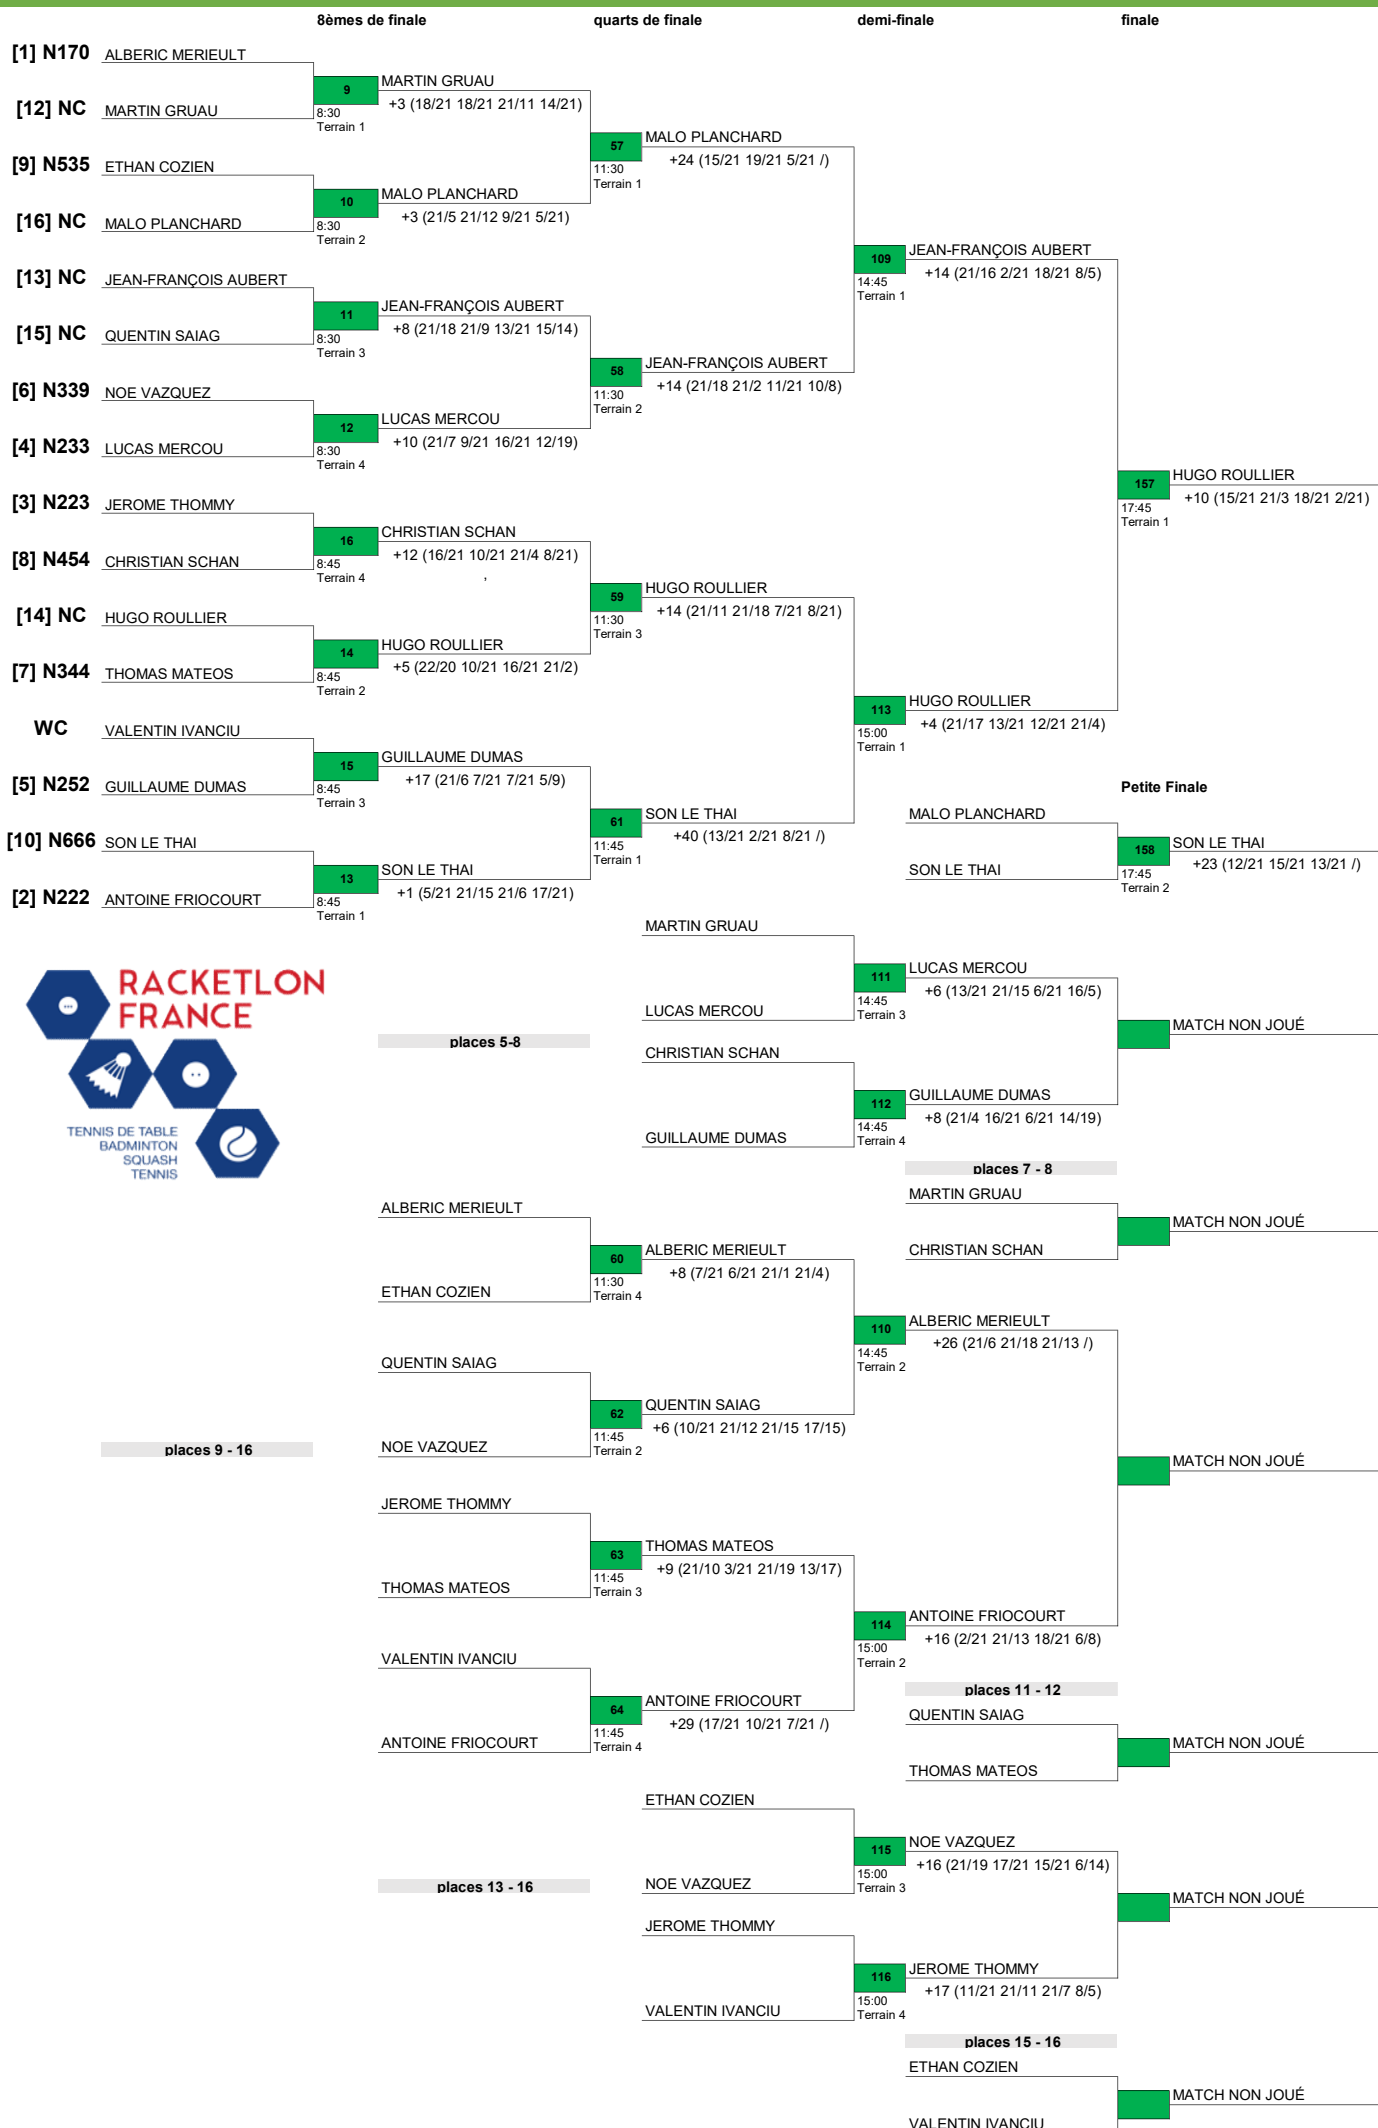 8èmes de finale quarts de finale demi-finale finale
[1] N170 ALBERIC MERIEULT
9 MARTIN GRUAU
+3 (18/21 18/21 21/11 14/21)
[12] NC MARTIN GRUAU
8:30
Terrain 1
57 MALO PLANCHARD
+24 (15/21 19/21 5/21 /)
11:30
Terrain 1
[9] N535 ETHAN COZIEN
10 MALO PLANCHARD
+3 (21/5 21/12 9/21 5/21)
[16] NC MALO PLANCHARD
8:30
Terrain 2
109 JEAN-FRANÇOIS AUBERT
+14 (21/16 2/21 18/21 8/5)
14:45
Terrain 1
[13] NC JEAN-FRANÇOIS AUBERT
11 JEAN-FRANÇOIS AUBERT
+8 (21/18 21/9 13/21 15/14)
[15] NC QUENTIN SAIAG
8:30
Terrain 3
58 JEAN-FRANÇOIS AUBERT
+14 (21/18 21/2 11/21 10/8)
11:30
Terrain 2
[6] N339 NOE VAZQUEZ
12 LUCAS MERCOU
+10 (21/7 9/21 16/21 12/19)
[4] N233 LUCAS MERCOU
8:30
Terrain 4
157 HUGO ROULLIER
+10 (15/21 21/3 18/21 2/21)
17:45
Terrain 1
[3] N223 JEROME THOMMY
16 CHRISTIAN SCHAN
+12 (16/21 10/21 21/4 8/21)
,
[8] N454 CHRISTIAN SCHAN
8:45
Terrain 4
59 HUGO ROULLIER
+14 (21/11 21/18 7/21 8/21)
11:30
Terrain 3
[14] NC HUGO ROULLIER
14 HUGO ROULLIER
+5 (22/20 10/21 16/21 21/2)
[7] N344 THOMAS MATEOS
8:45
Terrain 2
113 HUGO ROULLIER
+4 (21/17 13/21 12/21 21/4)
15:00
Terrain 1
WC VALENTIN IVANCIU
15 GUILLAUME DUMAS
+17 (21/6 7/21 7/21 5/9)
[5] N252 GUILLAUME DUMAS
8:45
Terrain 3
61 SON LE THAI
+40 (13/21 2/21 8/21 /)
11:45
Terrain 1
[10] N666 SON LE THAI
13 SON LE THAI
+1 (5/21 21/15 21/6 17/21)
[2] N222 ANTOINE FRIOCOURT
8:45
Terrain 1
Petite Finale
MALO PLANCHARD
158 SON LE THAI
+23 (12/21 15/21 13/21 /)
SON LE THAI
17:45
Terrain 2
RACKETLON
FRANCE
TENNIS DE TABLE
BADMINTON
SQUASH
TENNIS
places 5-8
MARTIN GRUAU
111 LUCAS MERCOU
+6 (13/21 21/15 6/21 16/5)
LUCAS MERCOU
14:45
Terrain 3
MATCH NON JOUÉ
CHRISTIAN SCHAN
112 GUILLAUME DUMAS
+8 (21/4 16/21 6/21 14/19)
GUILLAUME DUMAS
14:45
Terrain 4
places 7 - 8
MARTIN GRUAU
MATCH NON JOUÉ
CHRISTIAN SCHAN
places 9 - 16
ALBERIC MERIEULT
60 ALBERIC MERIEULT
+8 (7/21 6/21 21/1 21/4)
ETHAN COZIEN
11:30
Terrain 4
110 ALBERIC MERIEULT
+26 (21/6 21/18 21/13 /)
14:45
Terrain 2
QUENTIN SAIAG
62 QUENTIN SAIAG
+6 (10/21 21/12 21/15 17/15)
NOE VAZQUEZ
11:45
Terrain 2
MATCH NON JOUÉ
JEROME THOMMY
63 THOMAS MATEOS
+9 (21/10 3/21 21/19 13/17)
THOMAS MATEOS
11:45
Terrain 3
114 ANTOINE FRIOCOURT
+16 (2/21 21/13 18/21 6/8)
15:00
Terrain 2
VALENTIN IVANCIU
64 ANTOINE FRIOCOURT
+29 (17/21 10/21 7/21 /)
ANTOINE FRIOCOURT
11:45
Terrain 4
places 11 - 12
QUENTIN SAIAG
MATCH NON JOUÉ
THOMAS MATEOS
places 13 - 16
ETHAN COZIEN
115 NOE VAZQUEZ
+16 (21/19 17/21 15/21 6/14)
NOE VAZQUEZ
15:00
Terrain 3
MATCH NON JOUÉ
JEROME THOMMY
116 JEROME THOMMY
+17 (11/21 21/11 21/7 8/5)
VALENTIN IVANCIU
15:00
Terrain 4
places 15 - 16
ETHAN COZIEN
MATCH NON JOUÉ
VALENTIN IVANCIU